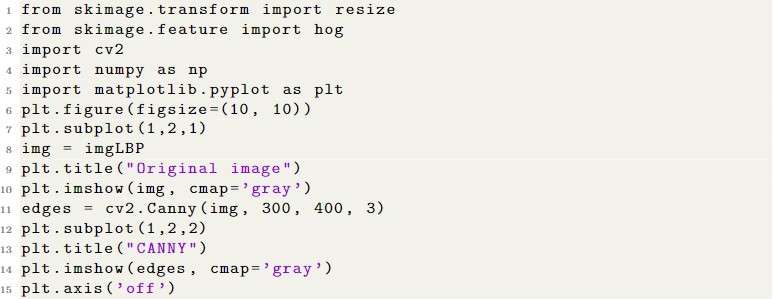 1 from skimage.transform import resize
2 from skimage.feature import hog
3 import cv2
4 import numpy as np
5 import matplotlib.pyplot as plt
6 plt.figure(figsize=(10, 10))
7 plt.subplot(1,2,1)
8 img = imgLBP
9 plt.title("Original image")
10 plt.imshow(img, cmap='gray')
11 edges = cv2.Canny(img, 300, 400, 3)
12 plt.subplot(1,2,2)
13 plt.title("CANNY")
14 plt.imshow(edges, cmap='gray')
15 plt.axis('off')